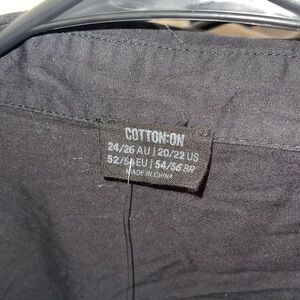 COTTON:ON
24/26 AU | 20/22 US
52/54 EU | 54/56 BR
MADE IN CHINA